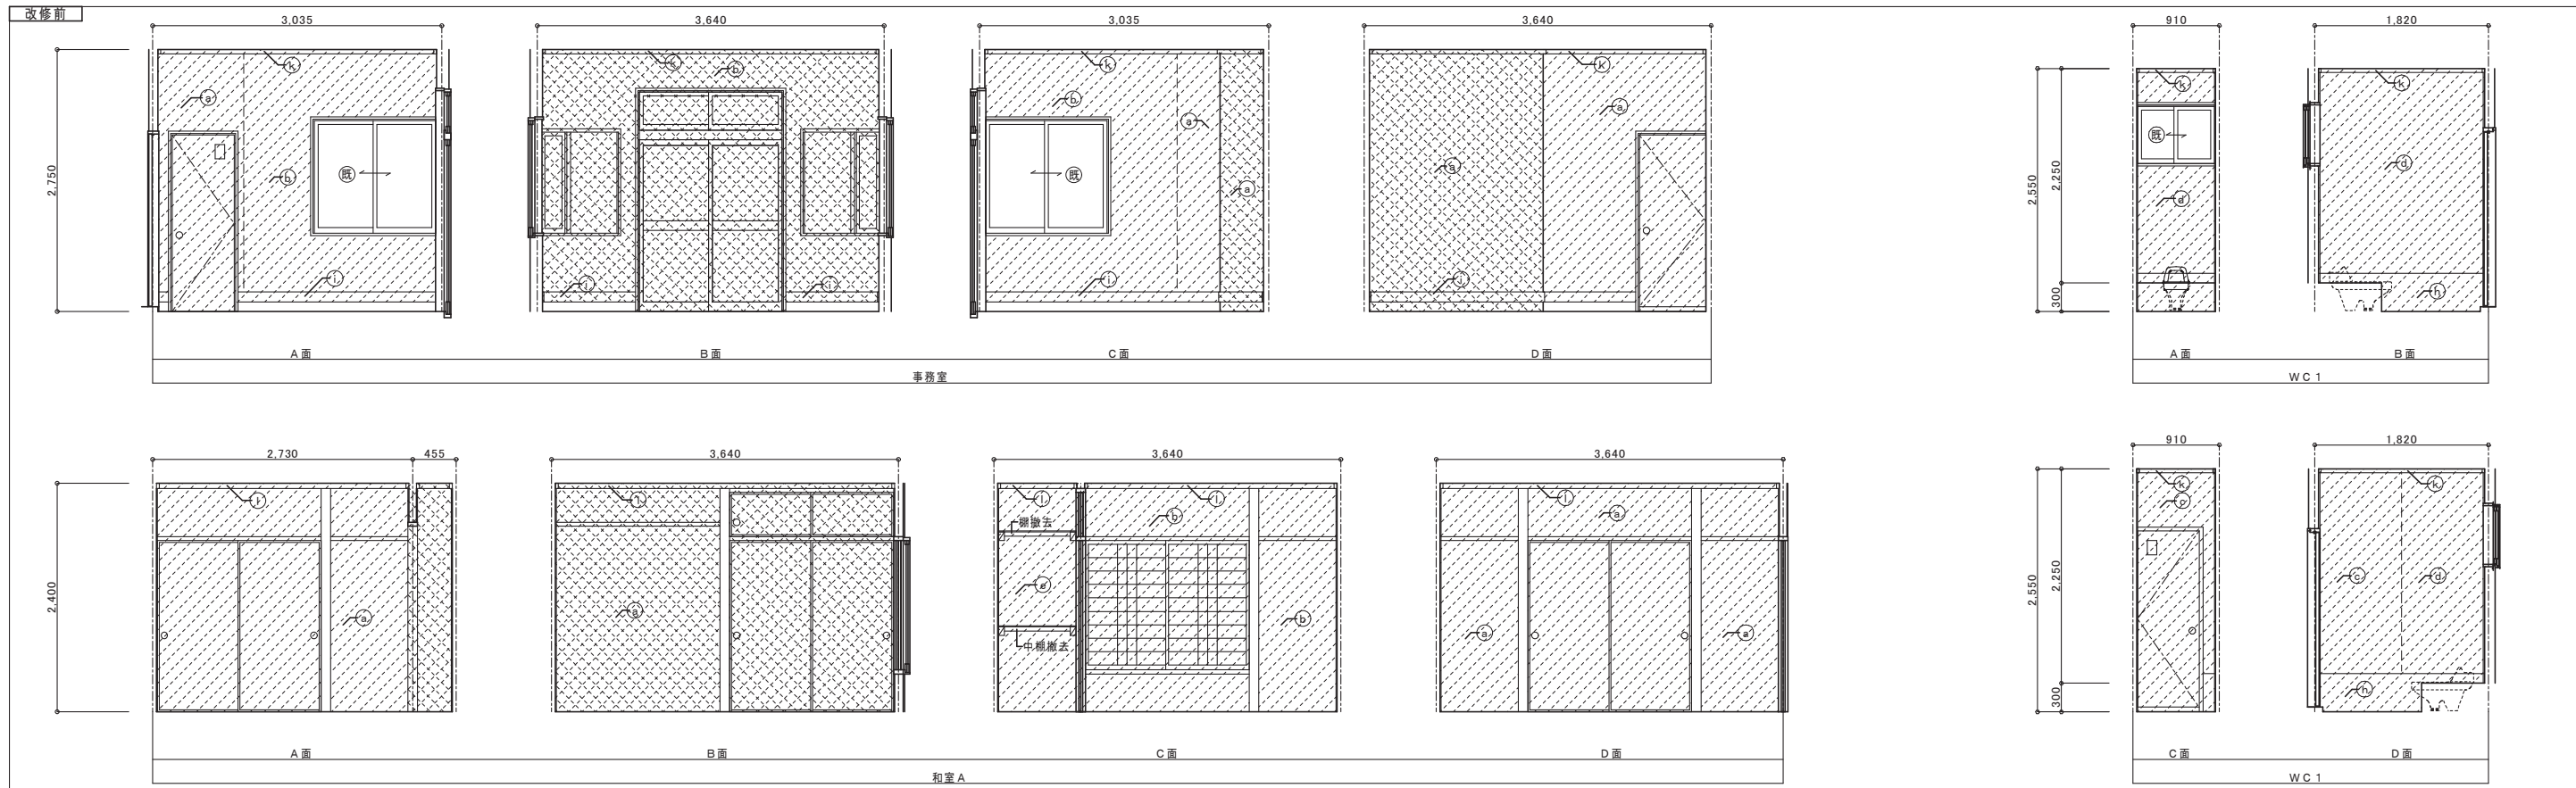 改修前
3,035 3,640 3,035 3,640 910 1,820
2,750
ⓚ ⓐ ⓑ 既 ⓘ
ⓚ ⓑ ⓘ ⓘ
ⓚ ⓑ ⓐ 既 ⓐ ⓘ
ⓚ ⓐ ⓐ ⓘ
2,550 2,250 300
ⓚ 既 ⓓ
ⓚ ⓓ ⓗ
A面 B面 C面 D面 A面 B面
事務室 WC1
2,730 455 3,640 3,640 3,640 910 1,820
2,400
ⓛ ⓐ
ⓛ ⓐ
ⓛ ⓛ ⓑ
棚撤去
ⓔ ⓑ
中棚撤去
ⓛ ⓐ ⓐ ⓐ
2,550 2,250 300
ⓚ ⓒ
ⓚ ⓒ ⓓ ⓗ
A面 B面 C面 D面 C面 D面
和室A WC1